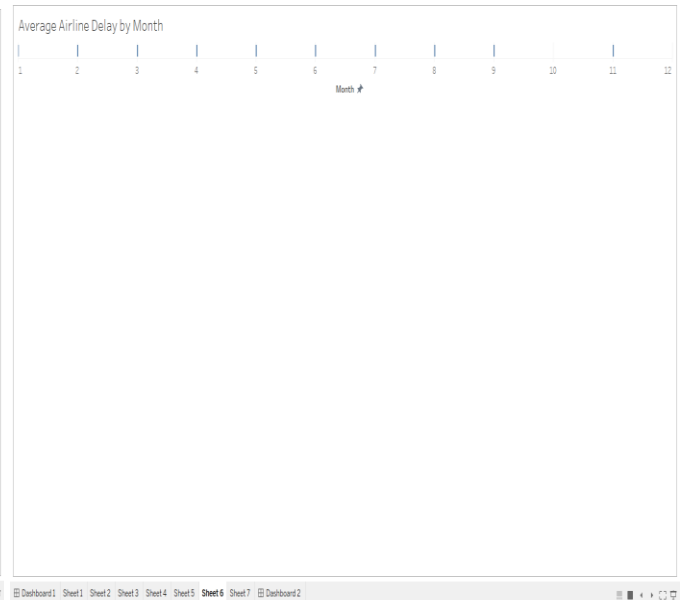 Average Airline Delay by Month
1 2 3 4 5 6 7 8 9 10 11 12
Month
Dashboard 1 Sheet 1 Sheet 2 Sheet 3 Sheet 4 Sheet 5 Sheet 6 Sheet 7 Dashboard 2